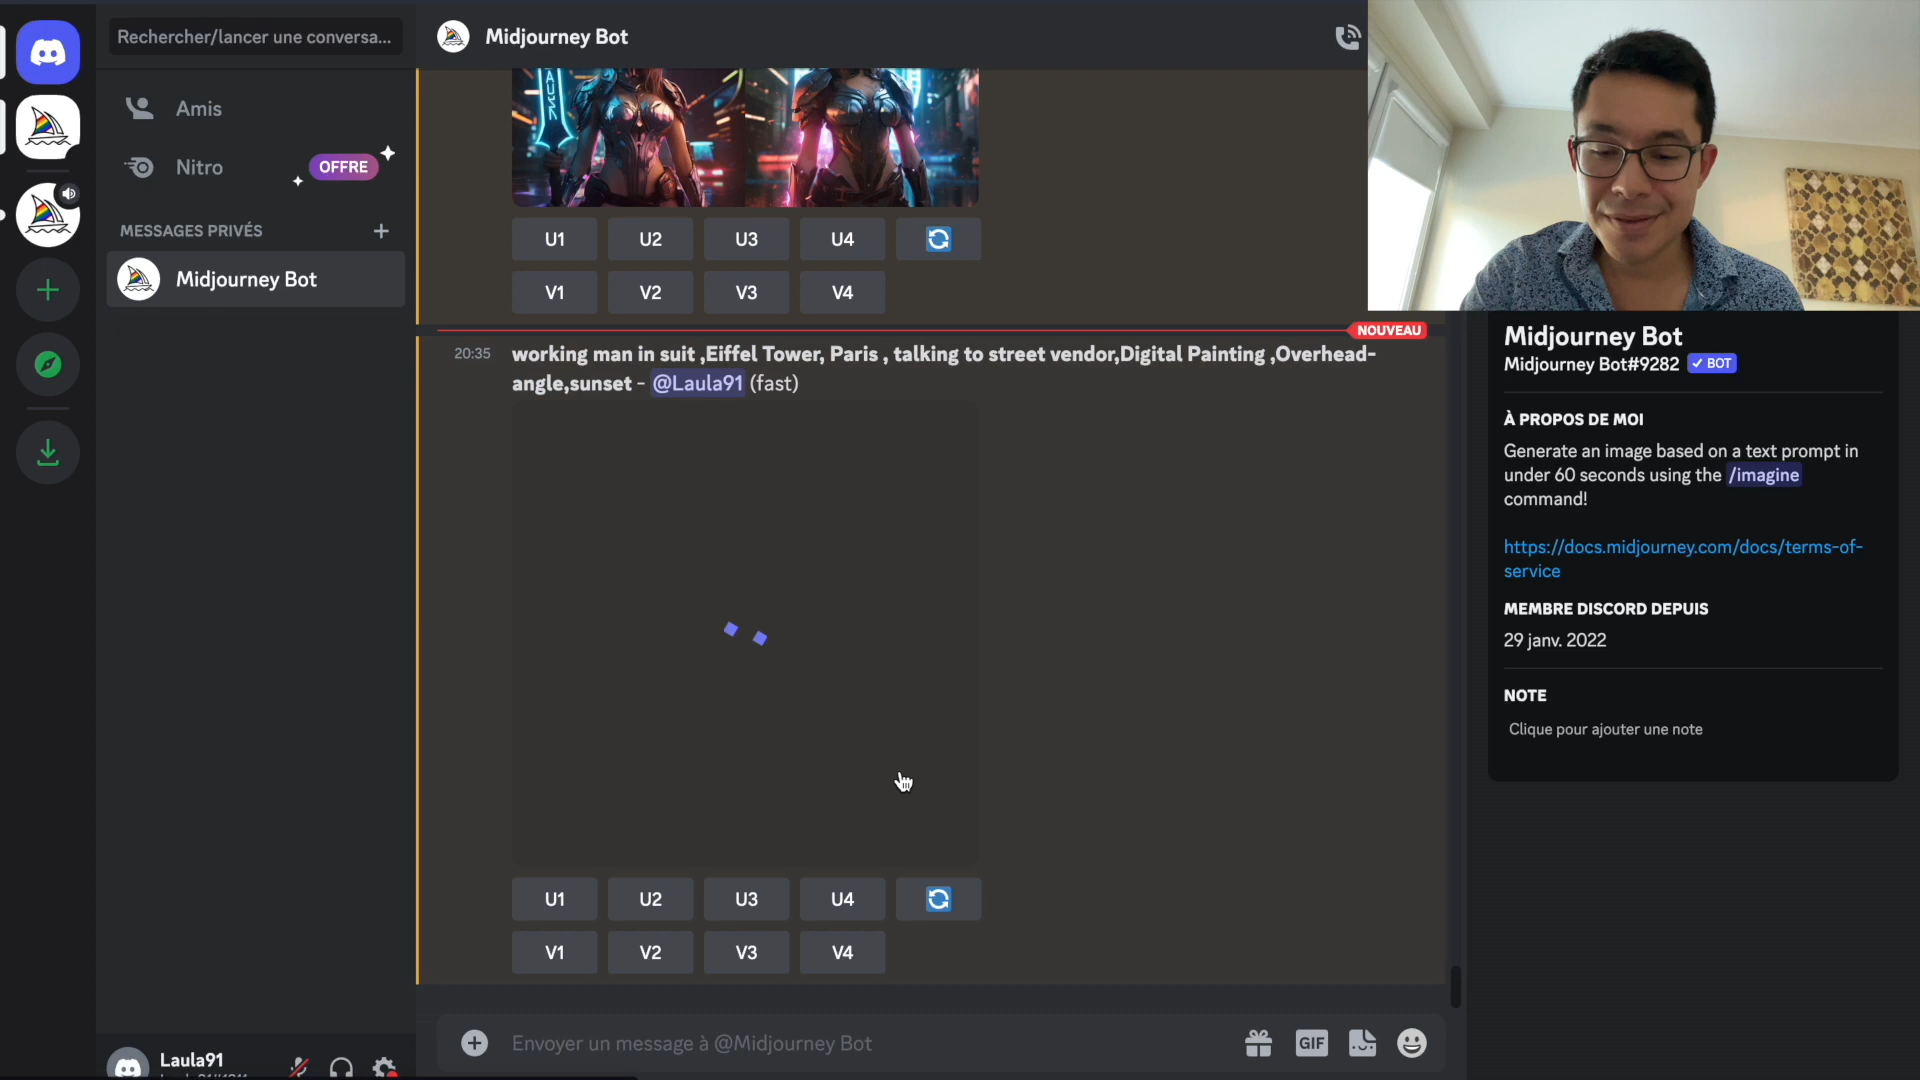 Rechercher/lancer une conversa...
Midjourney Bot
Amis
Nitro
OFFRE
MESSAGES PRIVÉS
Midjourney Bot
U1 U2 U3 U4
V1 V2 V3 V4
NOUVEAU
20:35
working man in suit ,Eiffel Tower, Paris , talking to street vendor,Digital Painting ,Overhead-
angle,sunset - @Laula91 (fast)
U1 U2 U3 U4
V1 V2 V3 V4
Envoyer un message à @Midjourney Bot
GIF
Laula91
Midjourney Bot
Midjourney Bot#9282 BOT
À PROPOS DE MOI
Generate an image based on a text prompt in
under 60 seconds using the /imagine
command!
https://docs.midjourney.com/docs/terms-of-
service
MEMBRE DISCORD DEPUIS
29 janv. 2022
NOTE
Clique pour ajouter une note